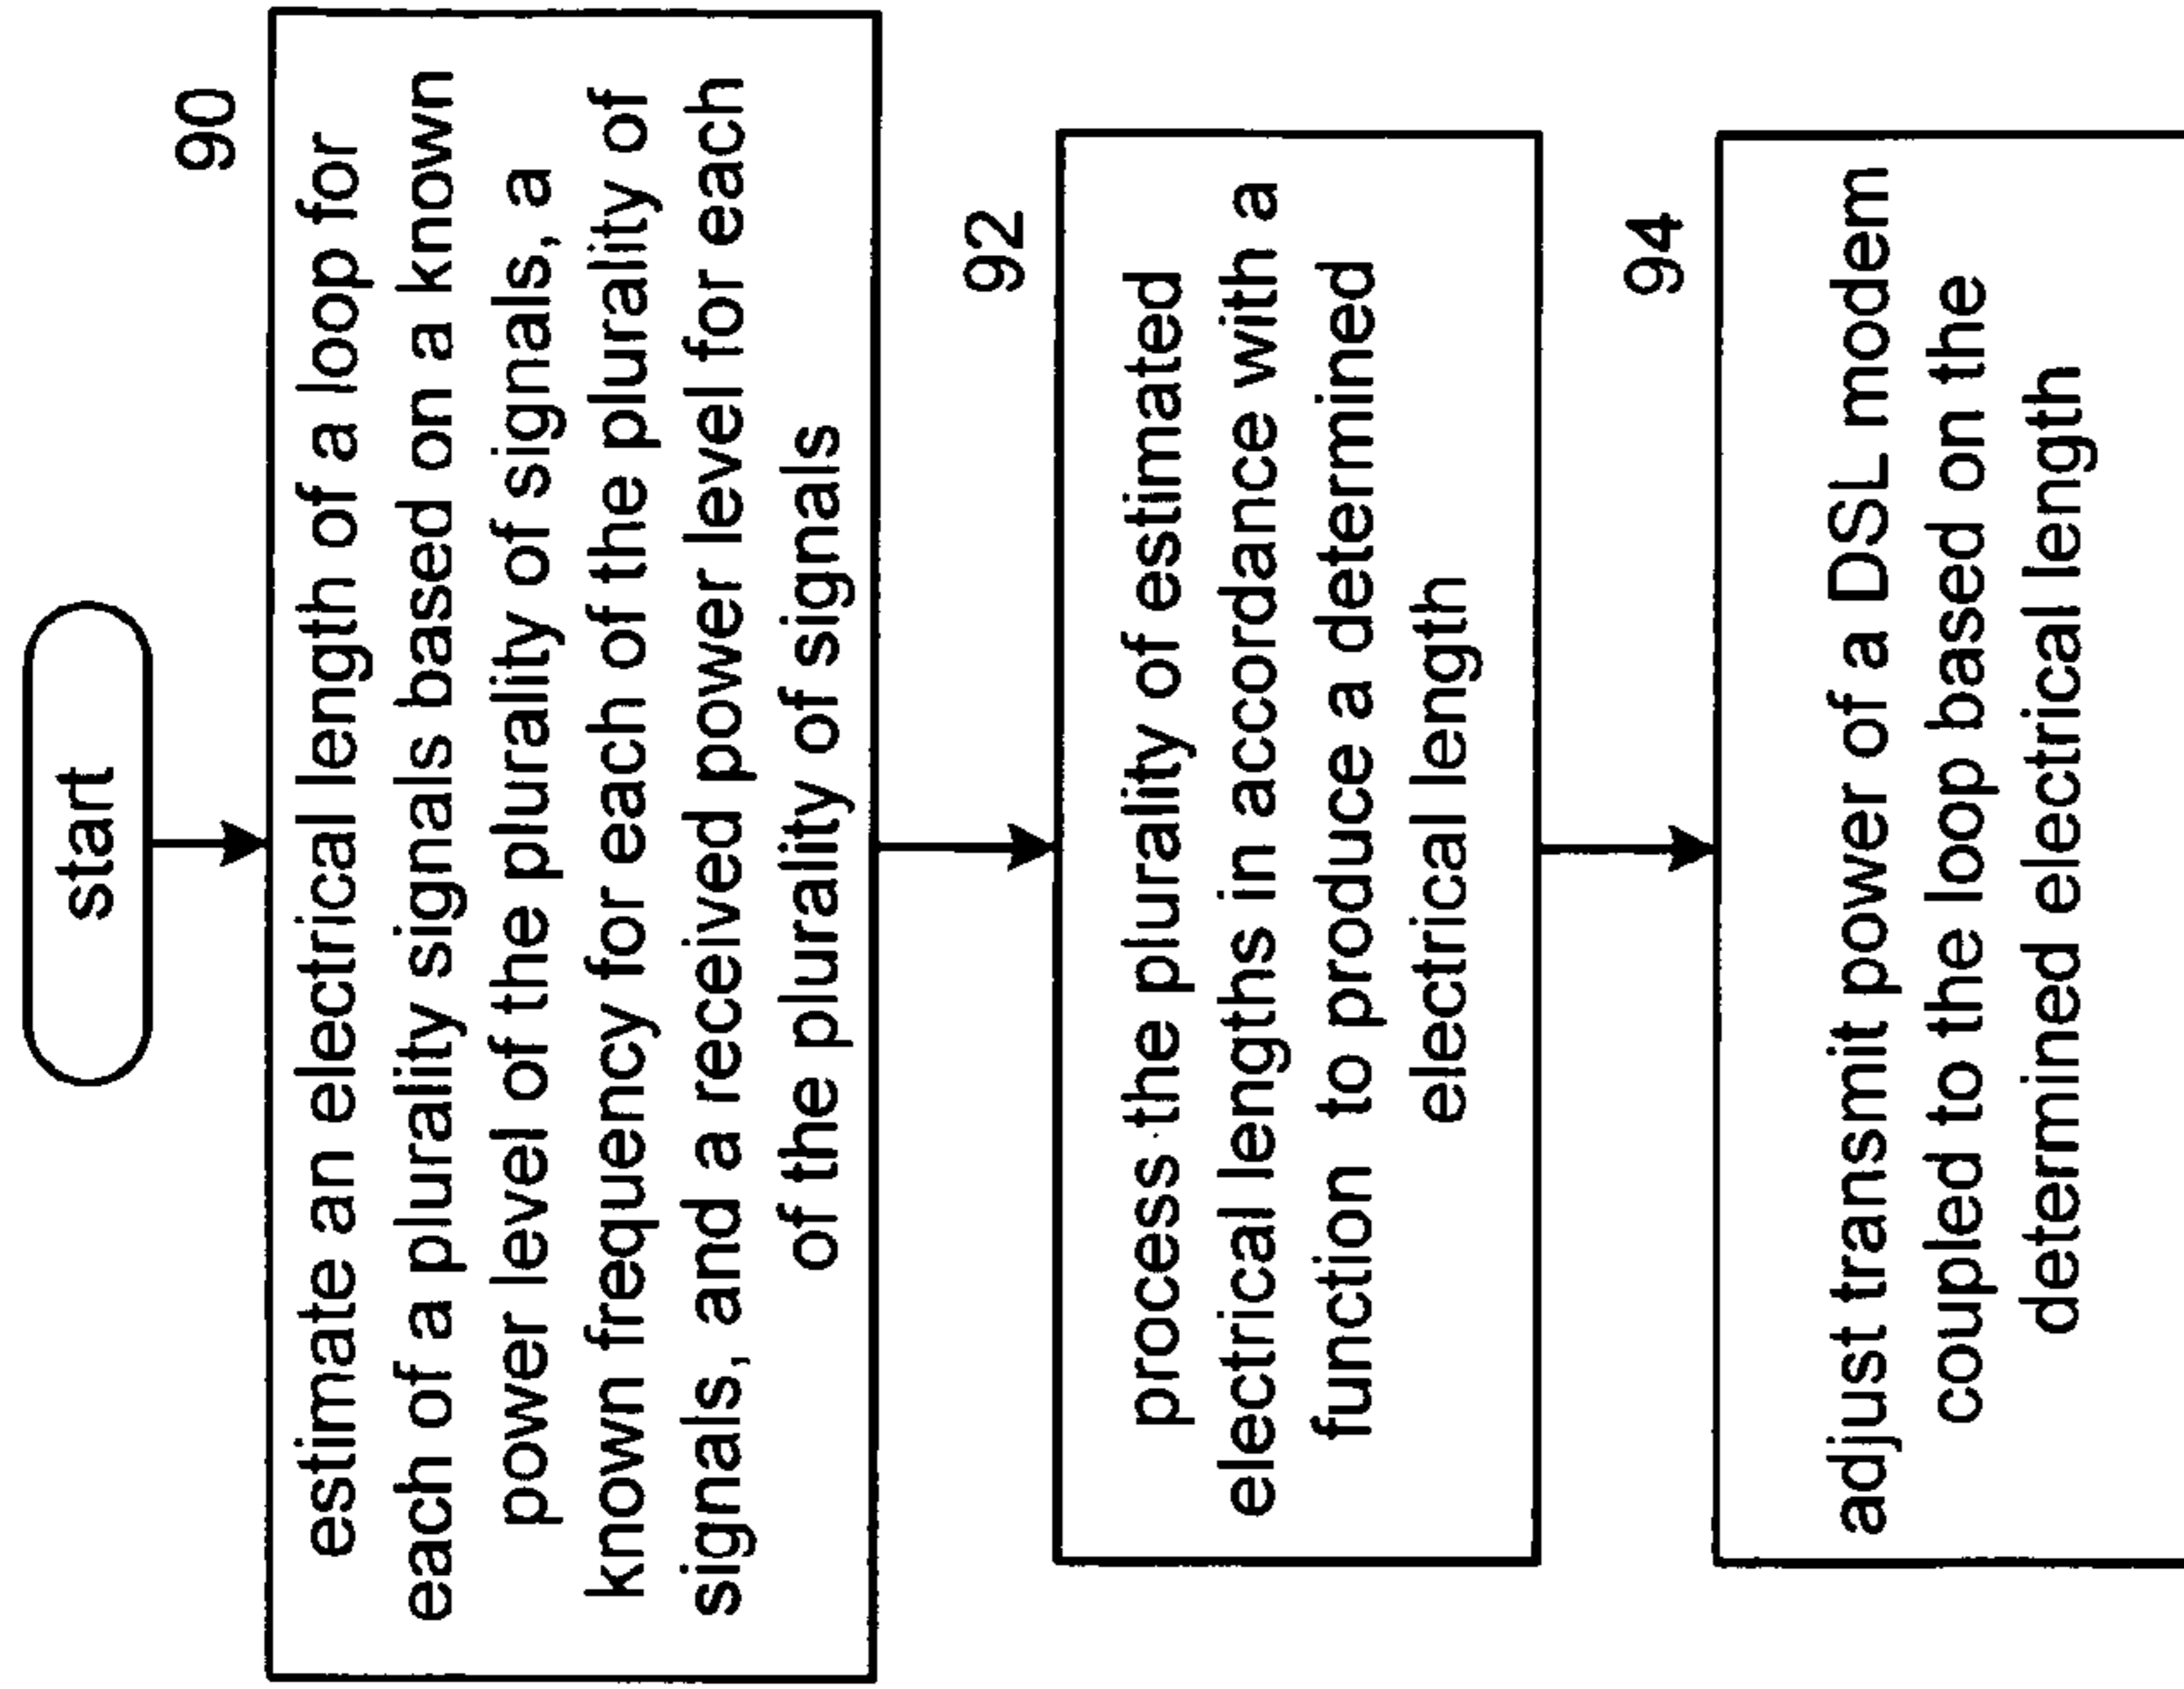 start
90
estimate an electrical length of a loop for
each of a plurality signals based on a known
power level of the plurality of signals, a
known frequency for each of the plurality of
signals, and a received power level for each
of the plurality of signals
92
process the plurality of estimated
electrical lengths in accordance with a
function to produce a determined
electrical length
94
adjust transmit power of a DSL modem
coupled to the loop based on the
determined electrical length